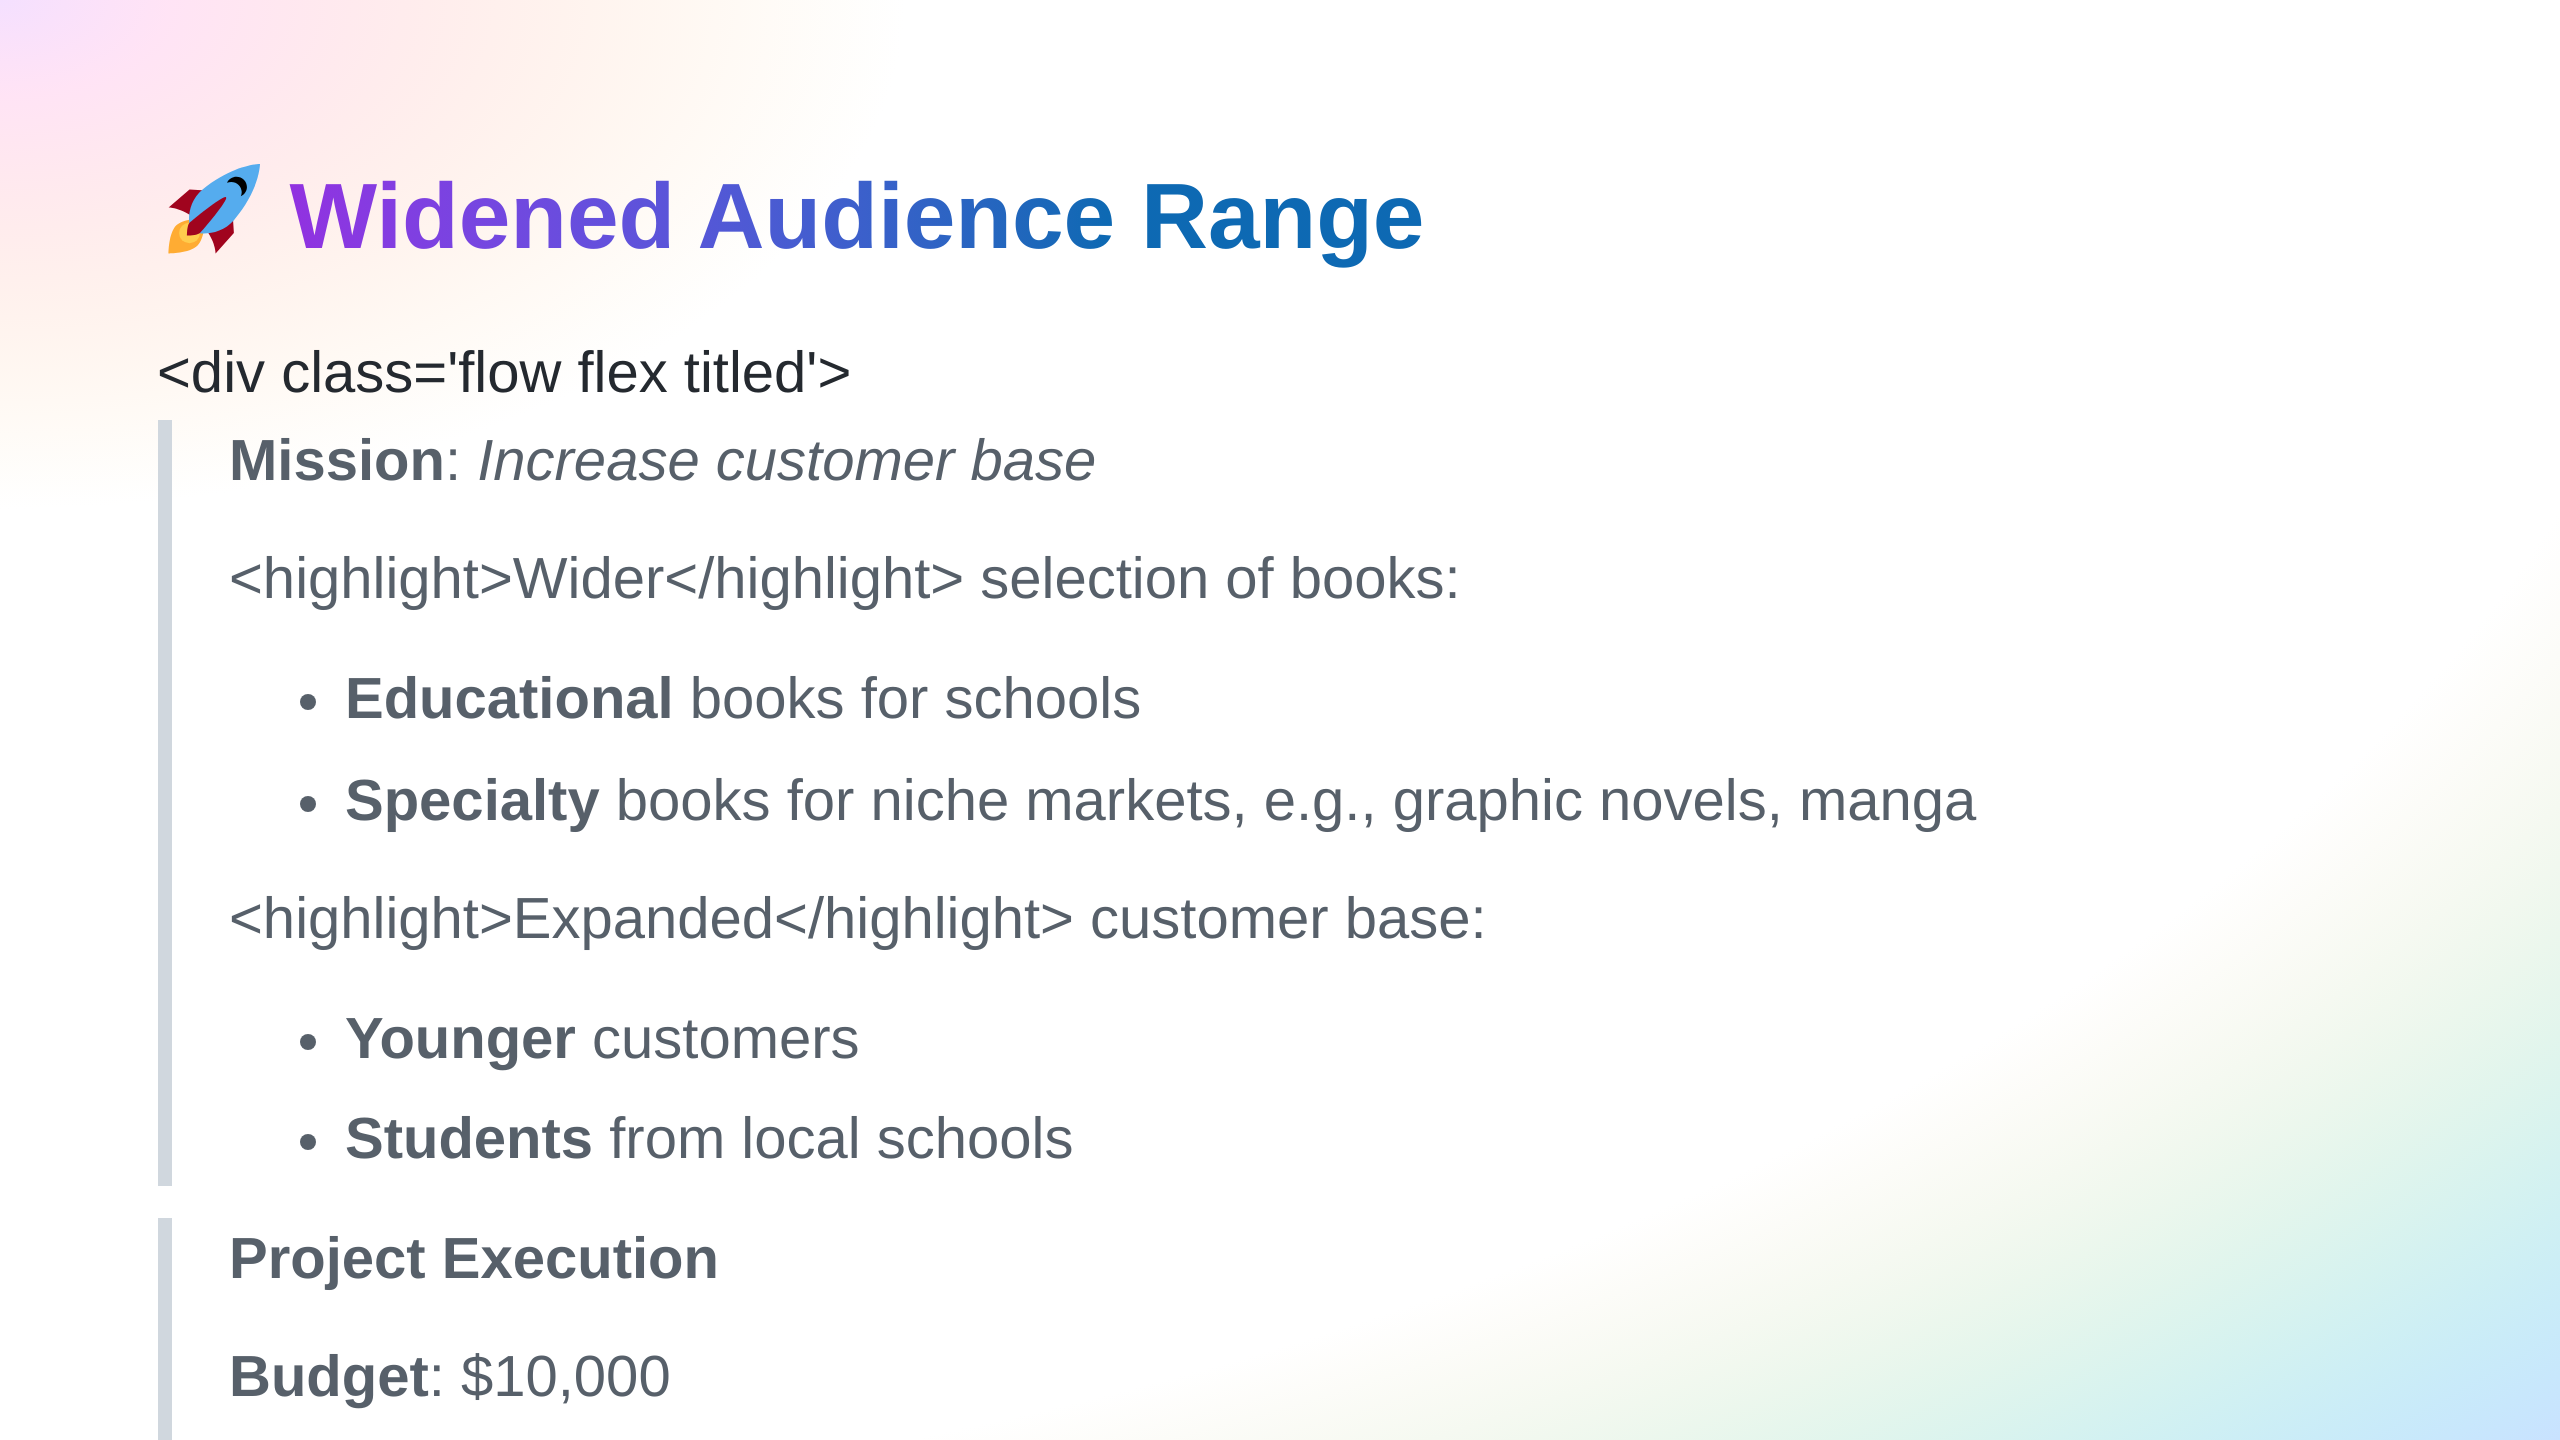 🚀 Widened Audience Range
<div class='flow flex titled'>
Mission: Increase customer base
<highlight>Wider</highlight> selection of books:
• Educational books for schools
• Specialty books for niche markets, e.g., graphic novels, manga
<highlight>Expanded</highlight> customer base:
• Younger customers
• Students from local schools
Project Execution
Budget: $10,000